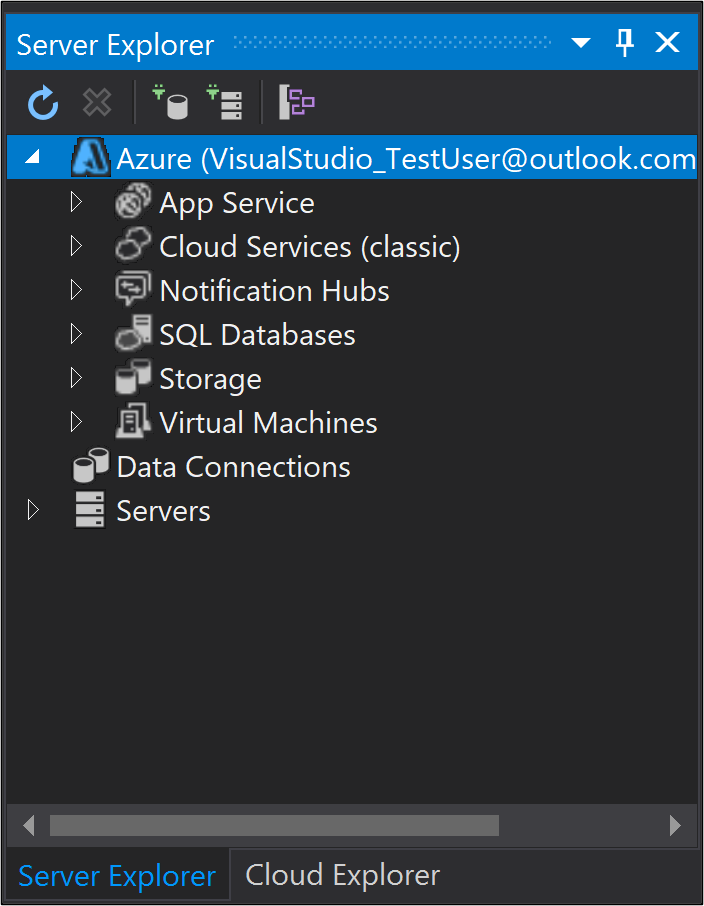 Server Explorer
Azure (VisualStudio_TestUser@outlook.com
App Service
Cloud Services (classic)
Notification Hubs
SQL Databases
Storage
Virtual Machines
Data Connections
Servers
Server Explorer
Cloud Explorer